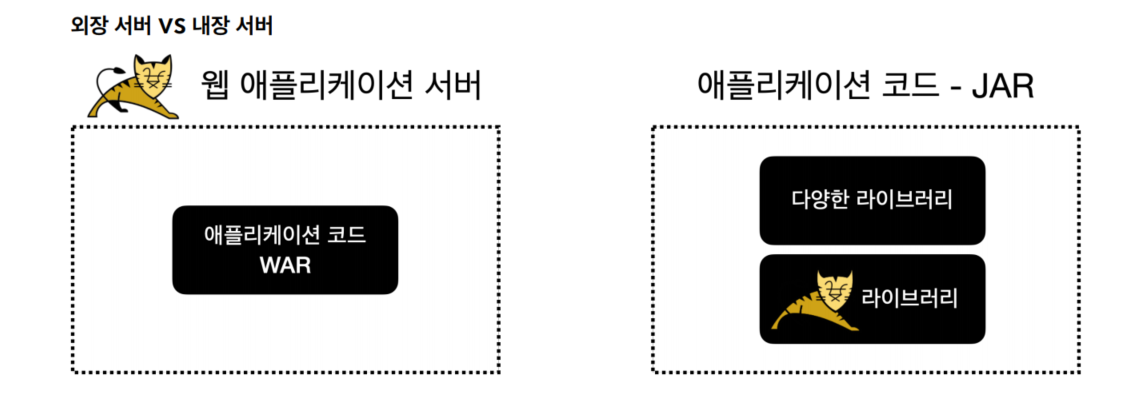 외장 서버 VS 내장 서버
웹 애플리케이션 서버
애플리케이션 코드
WAR
애플리케이션 코드 - JAR
다양한 라이브러리
라이브러리